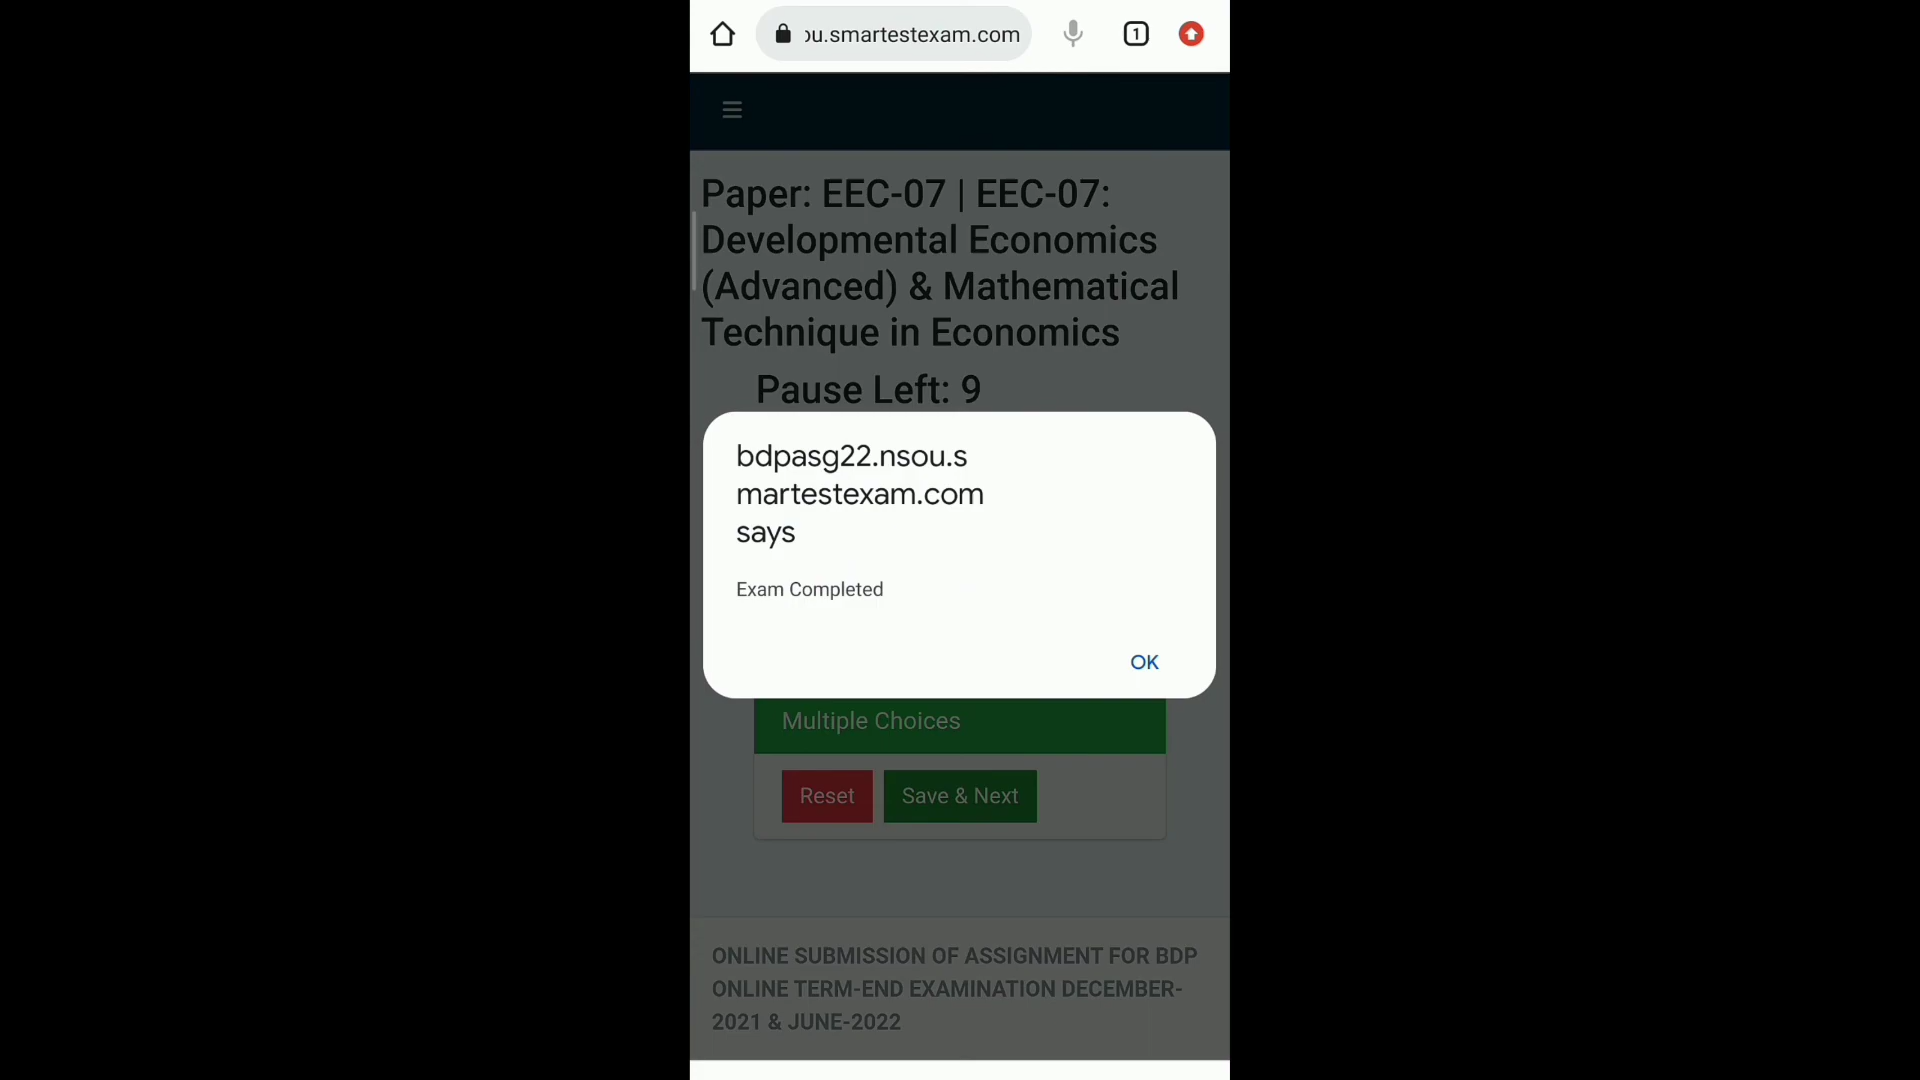 ou.smartestexam.com
1
Paper: EEC-07 | EEC-07:
Developmental Economics
(Advanced) & Mathematical
Technique in Economics
Pause Left: 9
bdpasg22.nsou.s
martestexam.com
says
Exam Completed
OK
Multiple Choices
Reset Save & Next
ONLINE SUBMISSION OF ASSIGNMENT FOR BDP
ONLINE TERM-END EXAMINATION DECEMBER-
2021 & JUNE-2022